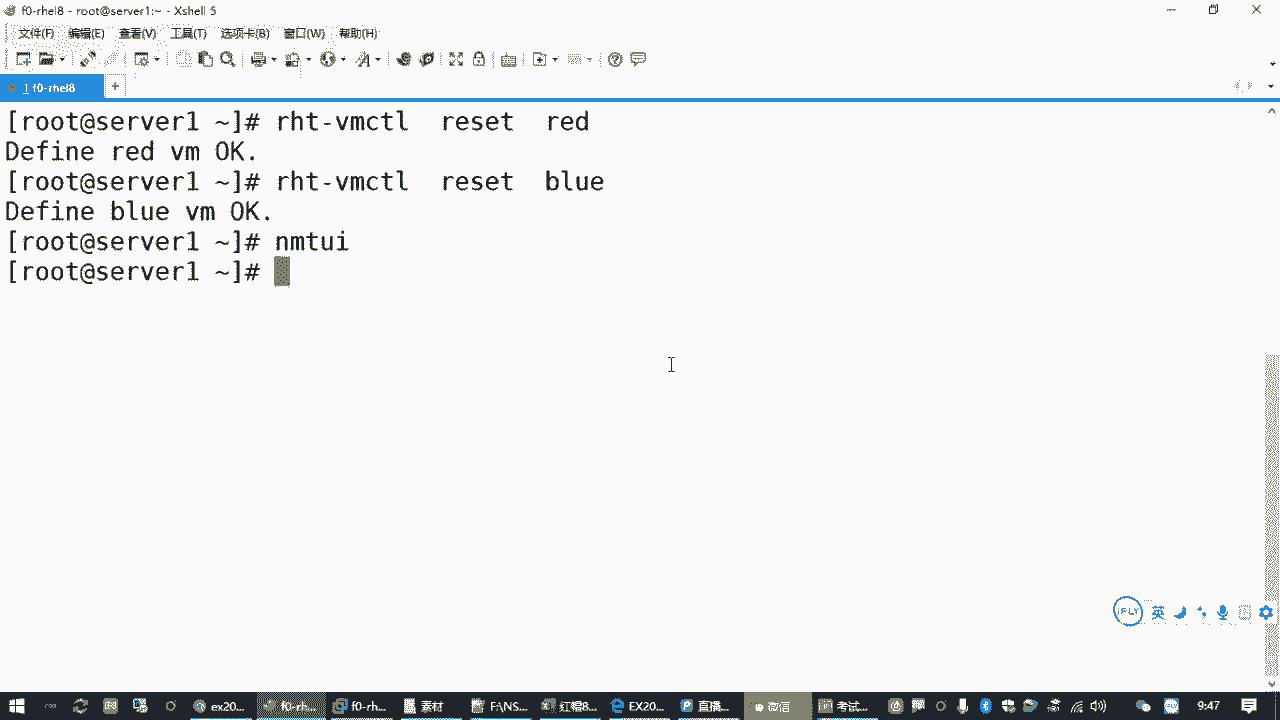 f0-rhel8 - root@server1:~ - Xshell 5
文件(F) 编辑(E) 查看(V) 工具(T) 选项卡(B) 窗口(W) 帮助(H)
1 f0-rhel8
[root@server1 ~]# rht-vmctl reset red
Define red vm OK.
[root@server1 ~]# rht-vmctl reset blue
Define blue vm OK.
[root@server1 ~]# nmtui
[root@server1 ~]#
iFLY 英
ex20... f0-rh... f0-rh... 素材 FANS... 红帽8... EX20... 直播... 微信 考试... 9:47